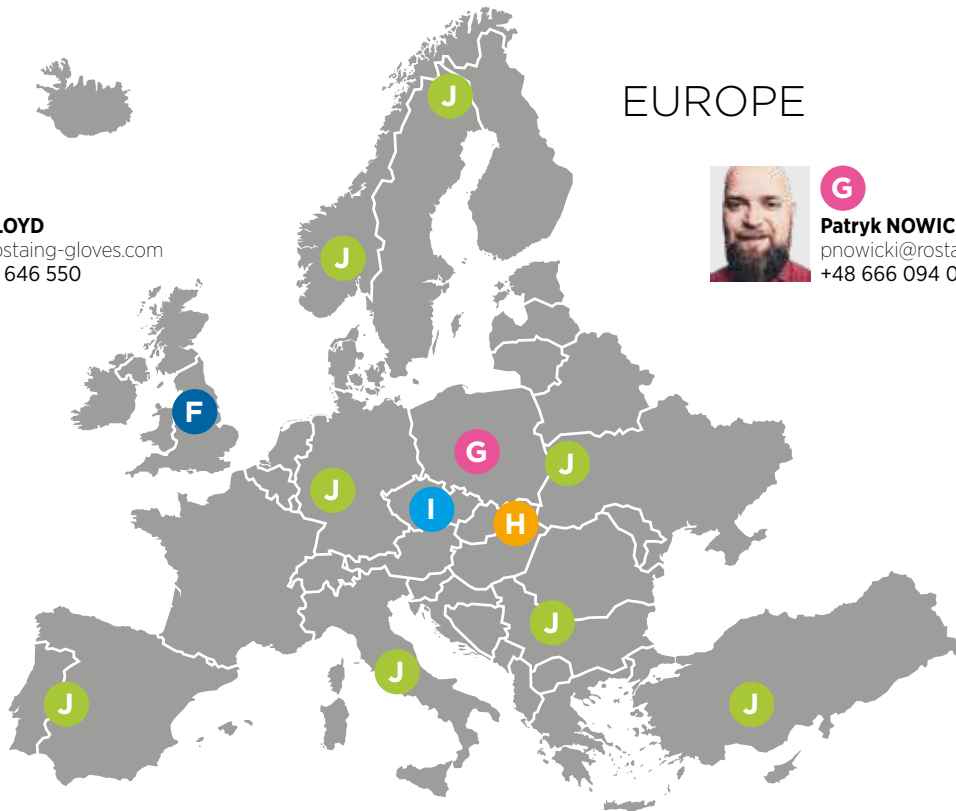 J
EUROPE
G
LOYD
Patryk NOWIC
ostaing-gloves.com
pnowicki@rosta
646 550
+48 666 094 0
J
F
G
J
J
I
H
J
J
J
J